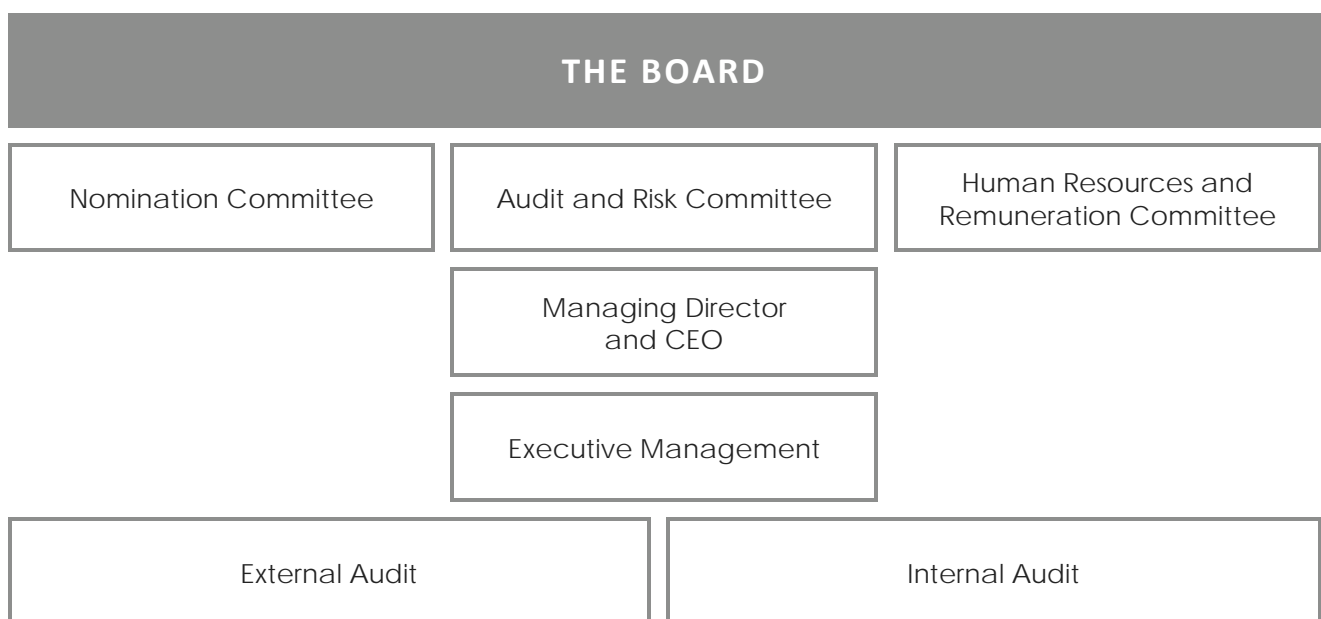 THE BOARD
Nomination Committee
Audit and Risk Committee
Human Resources and
Remuneration Committee
Managing Director
and CEO
Executive Management
External Audit
Internal Audit